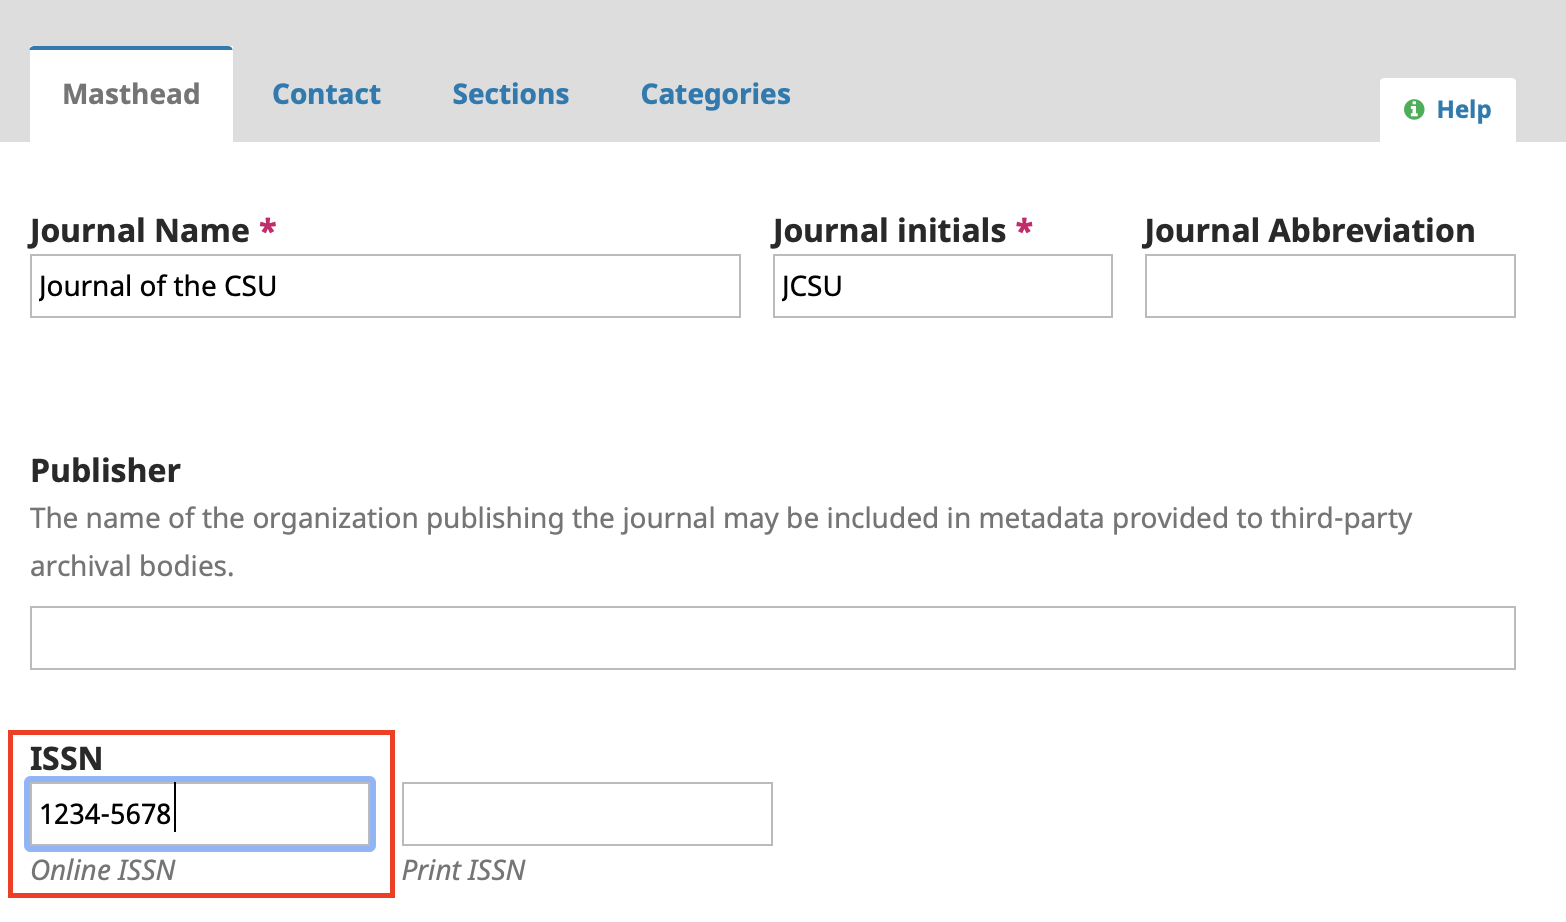 Masthead Contact Sections Categories
Help
Journal Name * Journal initials * Journal Abbreviation
Journal of the CSU JCSU
Publisher
The name of the organization publishing the journal may be included in metadata provided to third-party
archival bodies.
ISSN
1234-5678
Online ISSN Print ISSN